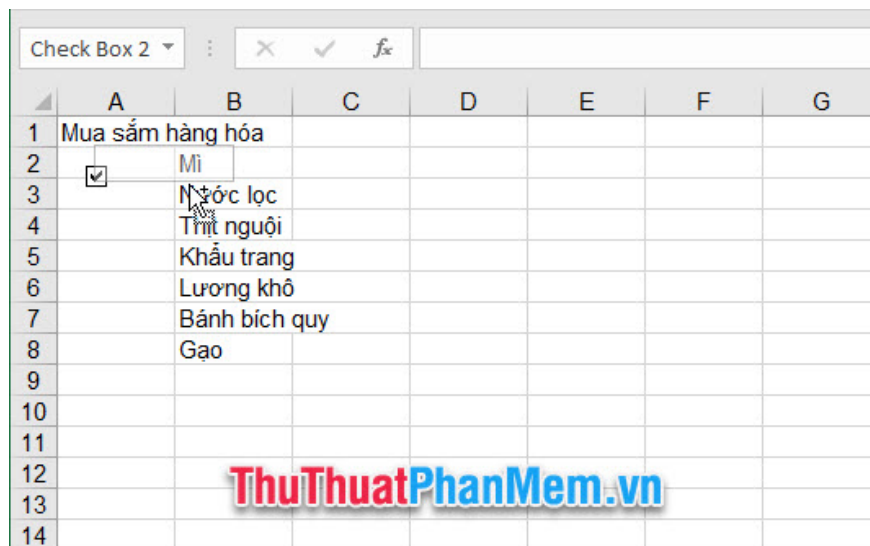 Check Box 2
fx
A B C D E F G
1 Mua sắm hàng hóa
2 Mì
3 Nước lọc
4 Thịt nguội
5 Khẩu trang
6 Lương khô
7 Bánh bích quy
8 Gạo
9
10
11
12
13
14
ThuThuatPhanMem.vn